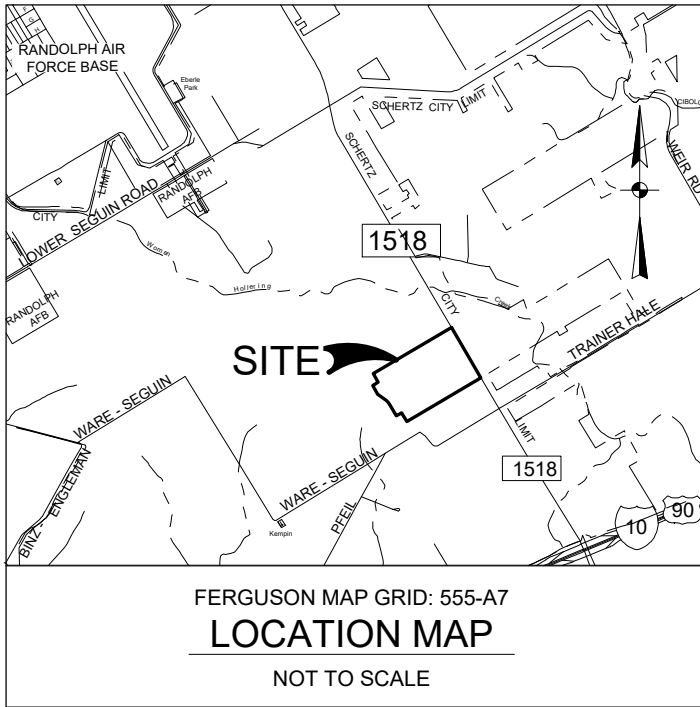 F
G
H
RANDOLPH AIR
FORCE BASE
Eberle
Park
SCHERTZ CITY LIMIT
CIBOLO
SCHERTZ
CITY
LIMIT
RANDOLPH
AFB
LOWER SEGUIN ROAD
WEIR RD
1518
Women
Hollering
Creek
CITY
RANDOLPH
AFB
TRAINER HALE
SITE
WARE - SEGUIN
LIMIT
WARE - SEGUIN
1518
BINZ - ENGLEMAN
PFEIL
Kempin
10
90
FERGUSON MAP GRID: 555-A7
LOCATION MAP
NOT TO SCALE